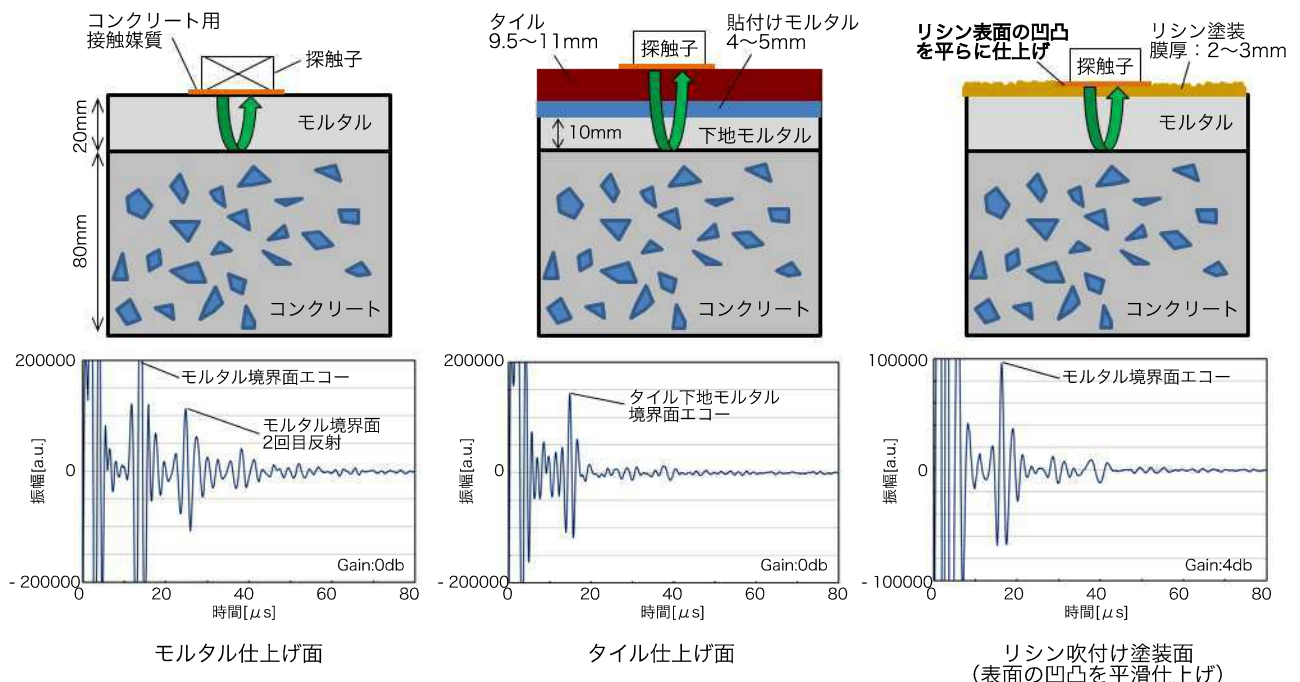 コンクリート用
接触媒質
探触子
20mm
モルタル
80mm
コンクリート
タイル
9.5～11mm
探触子
貼付けモルタル
4～5mm
10mm
下地モルタル
コンクリート
リシン表面の凹凸
を平らに仕上げ
探触子
リシン塗装
膜厚：2～3mm
モルタル
コンクリート
200000
0
- 200000
振幅[a.u.]
モルタル境界面エコー
モルタル境界面
2回目反射
Gain:0db
0 20 40 60 80
時間[μs]
モルタル仕上げ面
200000
0
- 200000
振幅[a.u.]
タイル下地モルタル
境界面エコー
Gain:0db
0 20 40 60 80
時間[μs]
タイル仕上げ面
100000
0
- 100000
振幅[a.u.]
モルタル境界面エコー
Gain:4db
0 20 40 60 80
時間[μs]
リシン吹付け塗装面
（表面の凹凸を平滑仕上げ）